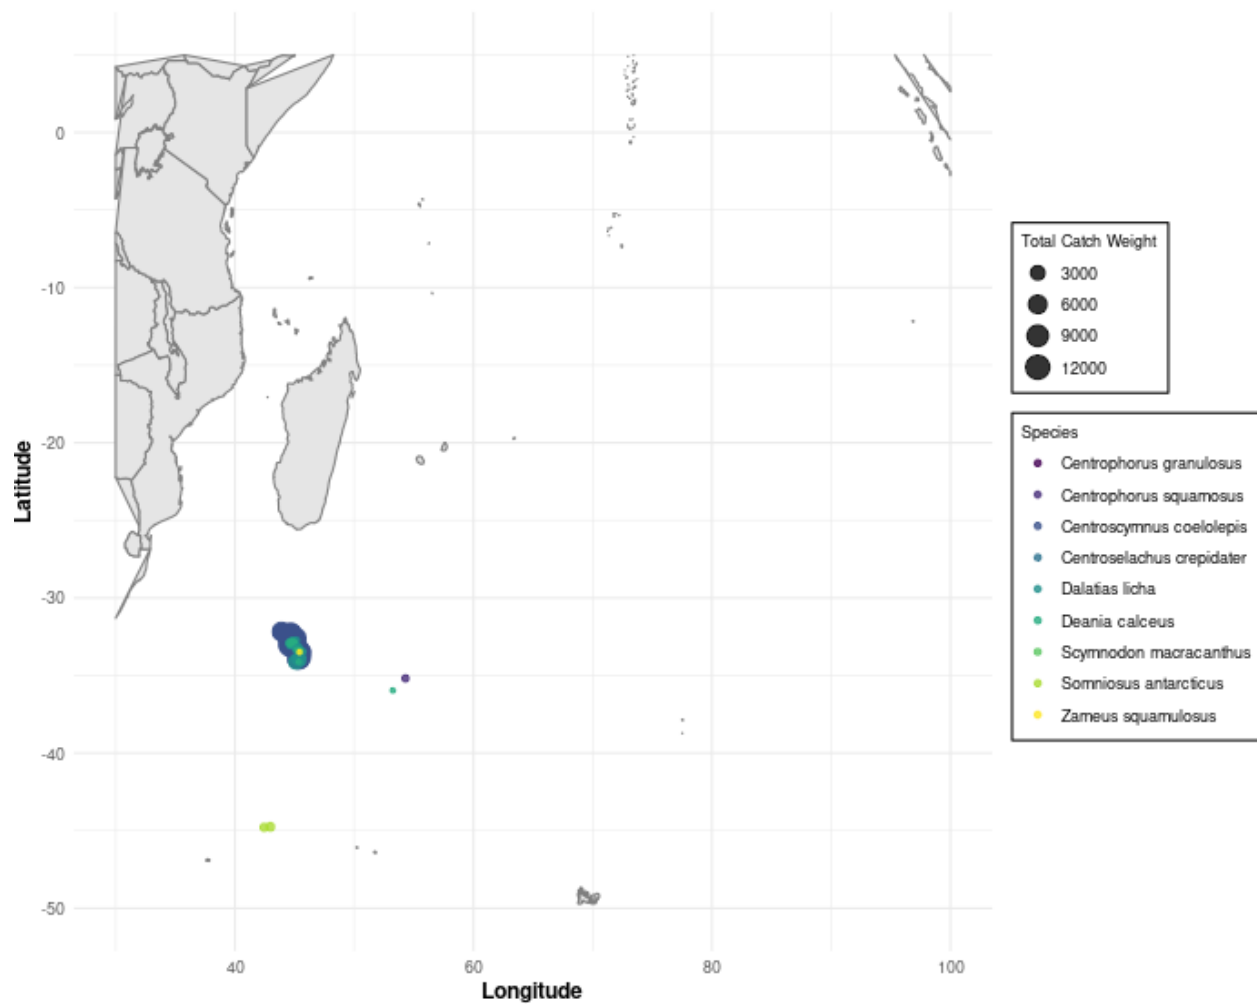 0
-10
-20
-30
-40
-50
Latitude
40
60
80
100
Longitude
Total Catch Weight
3000
6000
9000
12000
Species
Centrophorus granulosus
Centrophorus squamosus
Centroscymnus coelolepis
Centroselachus crepidater
Dalatias licha
Deania calceus
Scymnodon macracanthus
Somniosus antarcticus
Zameus squamulosus